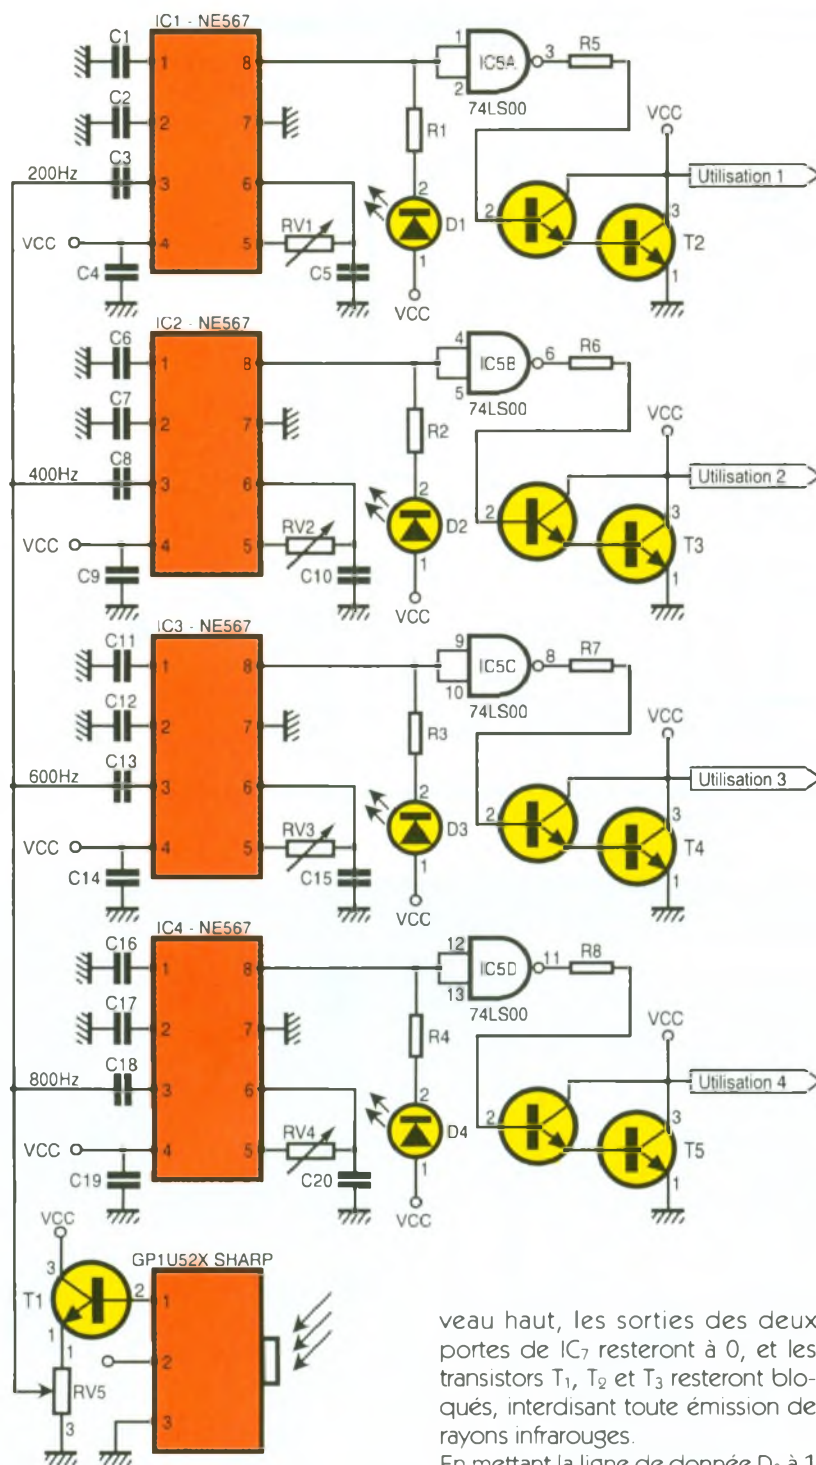 IC1 - NE567
C1
1
8
1
2
IC5A
3
R5
74LS00
C2
2
7
R1
VCC
C3
200Hz
3
6
2
D1
1
2
Utilisation 1
3
T2
1
VCC
4
5
RV1
C4
C5
VCC
IC2 - NE567
C6
1
8
4
5
IC5B
6
R6
74LS00
C7
2
7
R2
VCC
C8
400Hz
3
6
2
D2
1
2
Utilisation 2
3
T3
1
VCC
4
5
RV2
C9
C10
VCC
IC3 - NE567
C11
1
8
9
10
IC5C
8
R7
74LS00
C12
2
7
R3
VCC
C13
600Hz
3
6
2
D3
1
2
Utilisation 3
3
T4
1
VCC
4
5
RV3
C14
C15
VCC
IC4 - NE567
C16
1
8
12
13
IC5D
11
R8
74LS00
C17
2
7
R4
VCC
C18
800Hz
3
6
2
D4
1
2
Utilisation 4
3
T5
1
VCC
4
5
RV4
C19
C20
VCC
VCC
GP1U52X SHARP
3
T1
2
1
1
1
2
RV5
3
3
veau haut, les sorties des deux
portes de IC₇ resteront à 0, et les
transistors T₁, T₂ et T₃ resteront blo-
qués, interdisant toute émission de
rayons infrarouges.
En mettant la ligne de donnée D₀ à 1